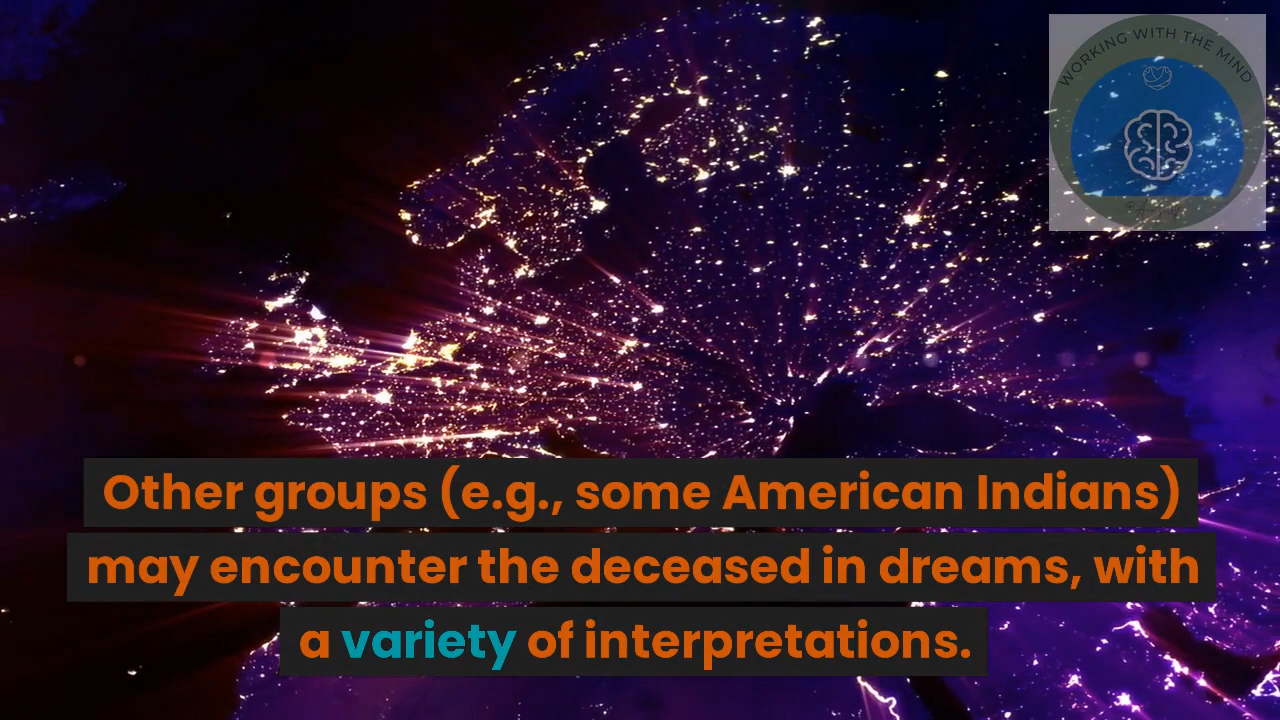 WORKING WITH THE MIND
Other groups (e.g., some American Indians)
may encounter the deceased in dreams, with
a variety of interpretations.